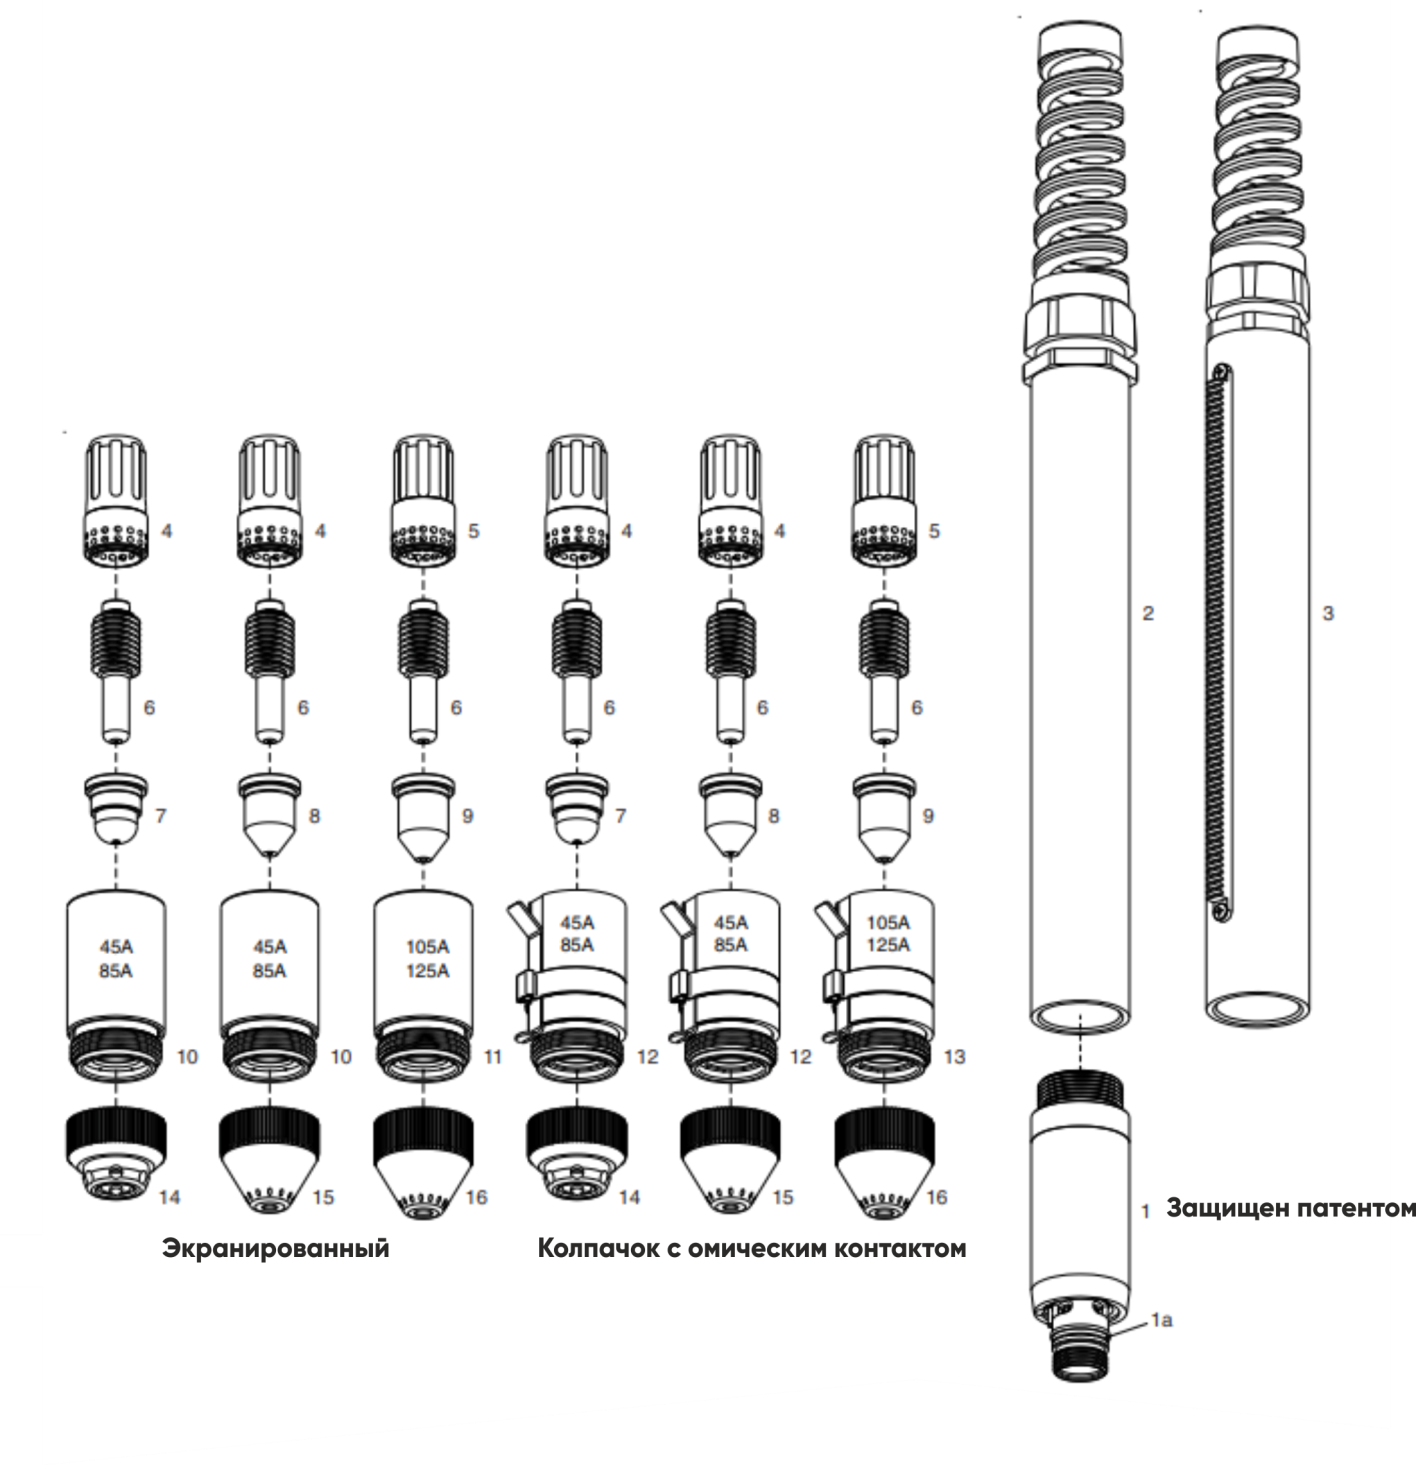 4 4 5 4 4 5
2 3
6 6 6 6 6 6
7 8 9 7 8 9
45A 45A 105A 45A 45A 105A
85A 85A 125A 85A 85A 125A
10 10 11 12 12 13
14 15 16 14 15 16
1 Защищен патентом
Экранированный Колпачок с омическим контактом
1a